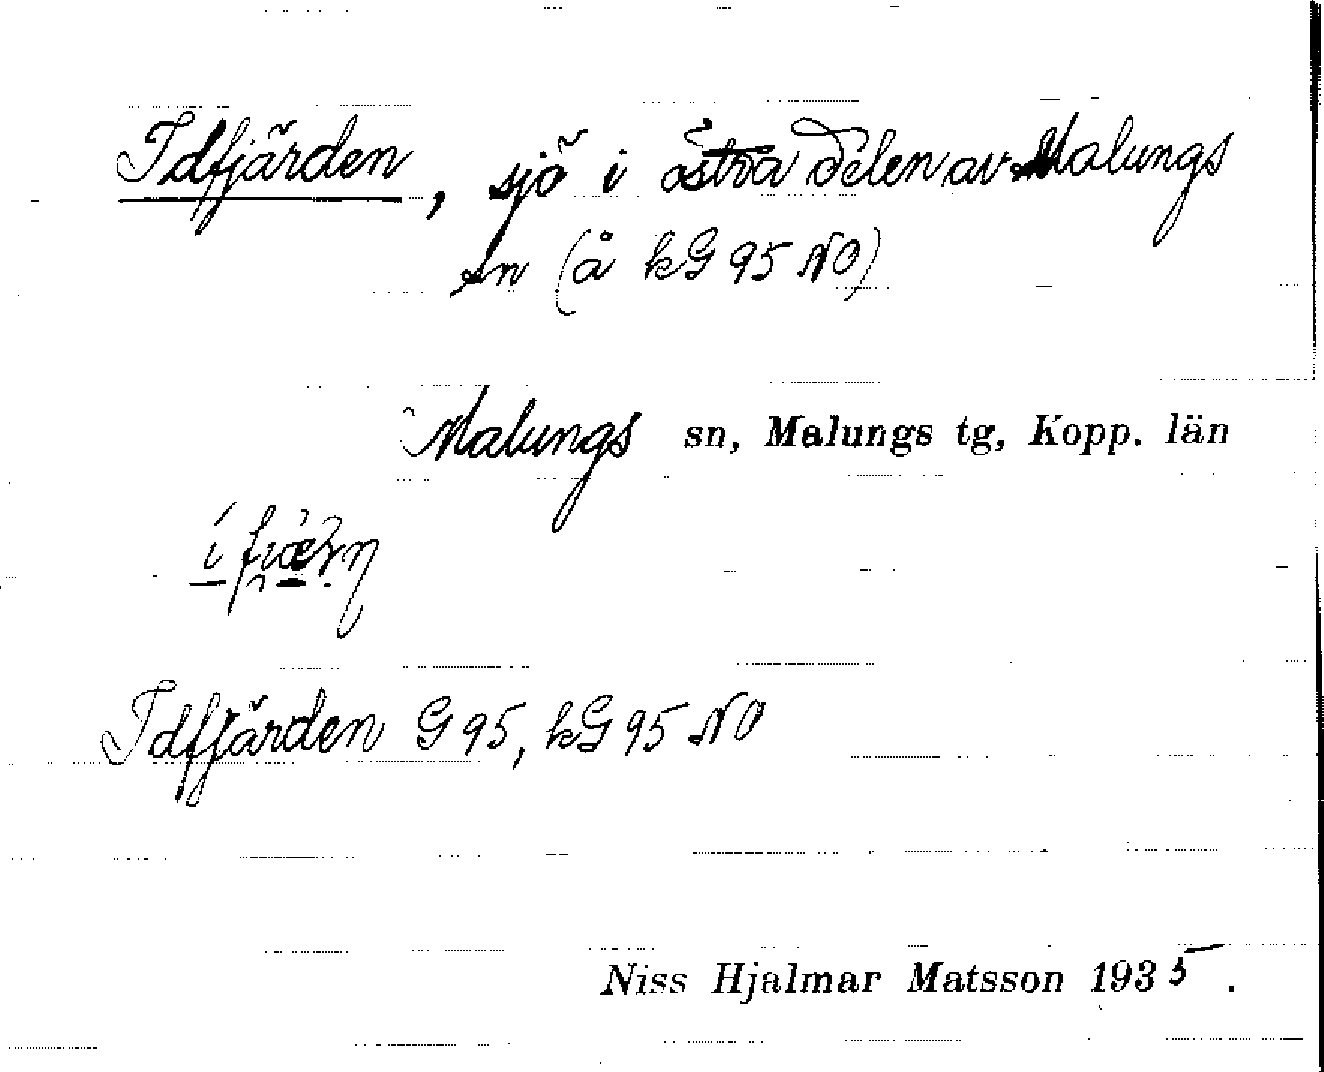 Idfjärden, sjö i östra delen av Malungs
sn (å kG 95 NO)
Malungs sn, Malungs tg, Kopp. län
Idfjärden G 95, kG 95 NO
Niss Hjalmar Matsson 1935.